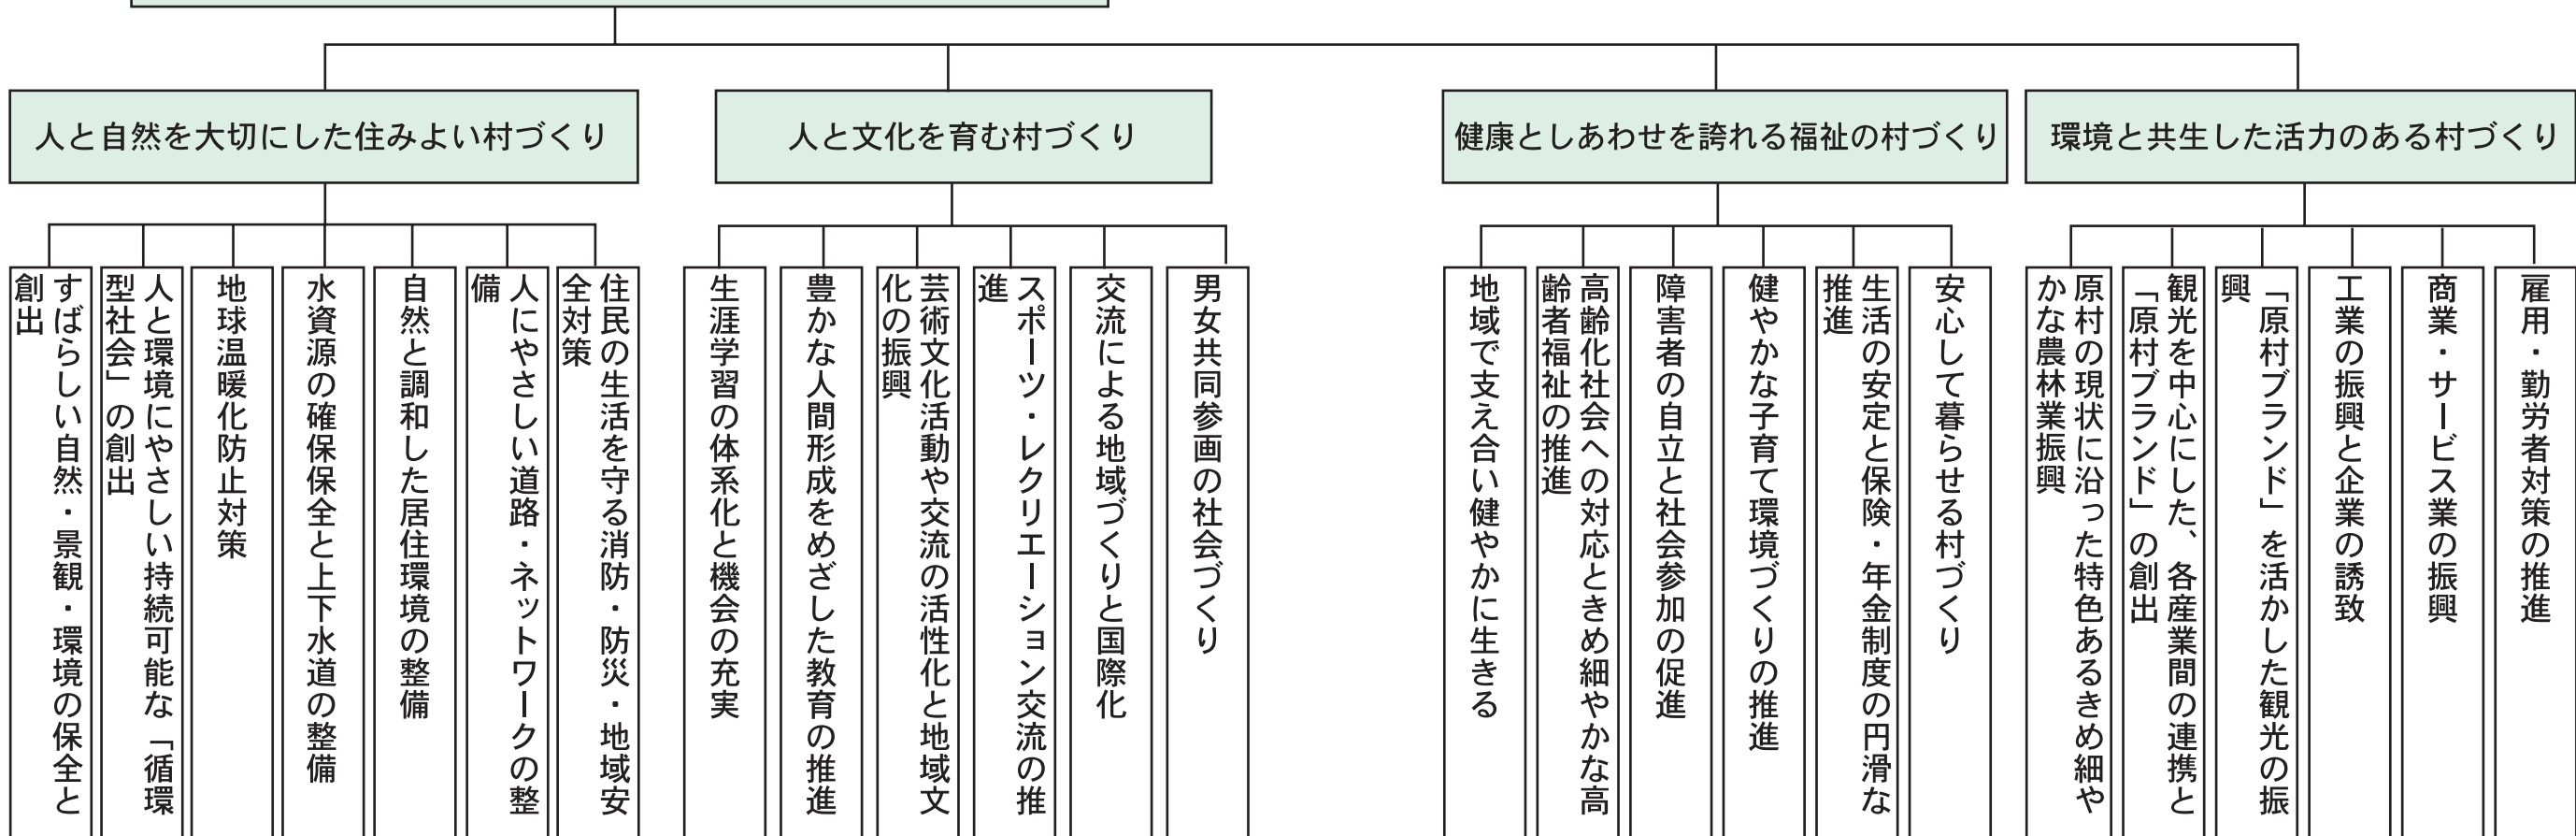 人と自然を大切にした住みよい村づくり
人と文化を育む村づくり
健康としあわせを誇れる福祉の村づくり
環境と共生した活力のある村づくり
すばらしい自然・景観・環境の保全と
創出
人と環境にやさしい持続可能な「循環
型社会」の創出
地球温暖化防止対策
水資源の確保保全と上下水道の整備
自然と調和した居住環境の整備
人にやさしい道路・ネットワークの整
備
住民の生活を守る消防・防災・地域安
全対策
生涯学習の体系化と機会の充実
豊かな人間形成をめざした教育の推進
芸術文化活動や交流の活性化と地域文
化の振興
スポーツ・レクリエーション交流の推
進
交流による地域づくりと国際化
男女共同参画の社会づくり
地域で支え合い健やかに生きる
高齢化社会への対応ときめ細やかな高
齢者福祉の推進
障害者の自立と社会参加の促進
健やかな子育て環境づくりの推進
生活の安定と保険・年金制度の円滑な
推進
安心して暮らせる村づくり
原村の現状に沿った特色あるきめ細や
かな農林業振興
観光を中心にした、各産業間の連携と
「原村ブランド」の創出
「原村ブランド」を活かした観光の振
興
工業の振興と企業の誘致
商業・サービス業の振興
雇用・勤労者対策の推進